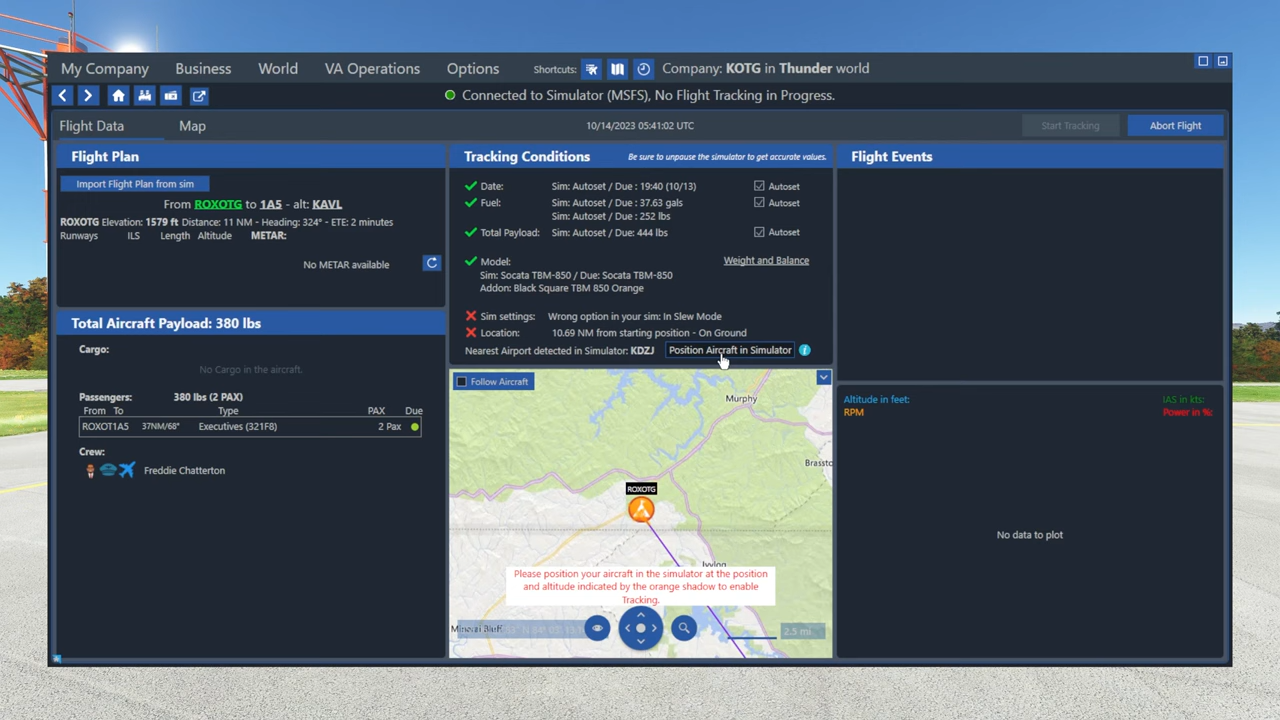 My Company Business World VA Operations Options Shortcuts: Company: KOTG in Thunder world
Connected to Simulator (MSFS), No Flight Tracking in Progress.
Flight Data Map 10/14/2023 05:41:02 UTC Start Tracking Abort Flight
Flight Plan
Import Flight Plan from sim
From ROXOTG to 1A5 - alt: KAVL
ROXOTG Elevation: 1579 ft Distance: 11 NM - Heading: 324° - ETE: 2 minutes
Runways ILS Length Altitude METAR:
No METAR available
Total Aircraft Payload: 380 lbs
Cargo:
No Cargo in the aircraft.
Passengers: 380 lbs (2 PAX)
From To Type PAX Due
ROXOT1A5 37NM/68° Executives (321F8) 2 Pax
Crew:
Freddie Chatterton
Tracking Conditions Be sure to unpause the simulator to get accurate values.
Date: Sim: Autoset / Due : 19:40 (10/13) Autoset
Fuel: Sim: Autoset / Due : 37.63 gals Autoset
Sim: Autoset / Due : 252 lbs
Total Payload: Sim: Autoset / Due: 444 lbs Autoset
Model: Weight and Balance
Sim: Socata TBM-850 / Due: Socata TBM-850
Addon: Black Square TBM 850 Orange
Sim settings: Wrong option in your sim: In Slew Mode
Location: 10.69 NM from starting position - On Ground
Nearest Airport detected in Simulator: KDZJ Position Aircraft in Simulator
Follow Aircraft
Murphy
ROXOTG
Please position your aircraft in the simulator at the position
and altitude indicated by the orange shadow to enable
Tracking.
2.5 mi
Flight Events
Altitude in feet: IAS in kts:
RPM Power in %:
No data to plot